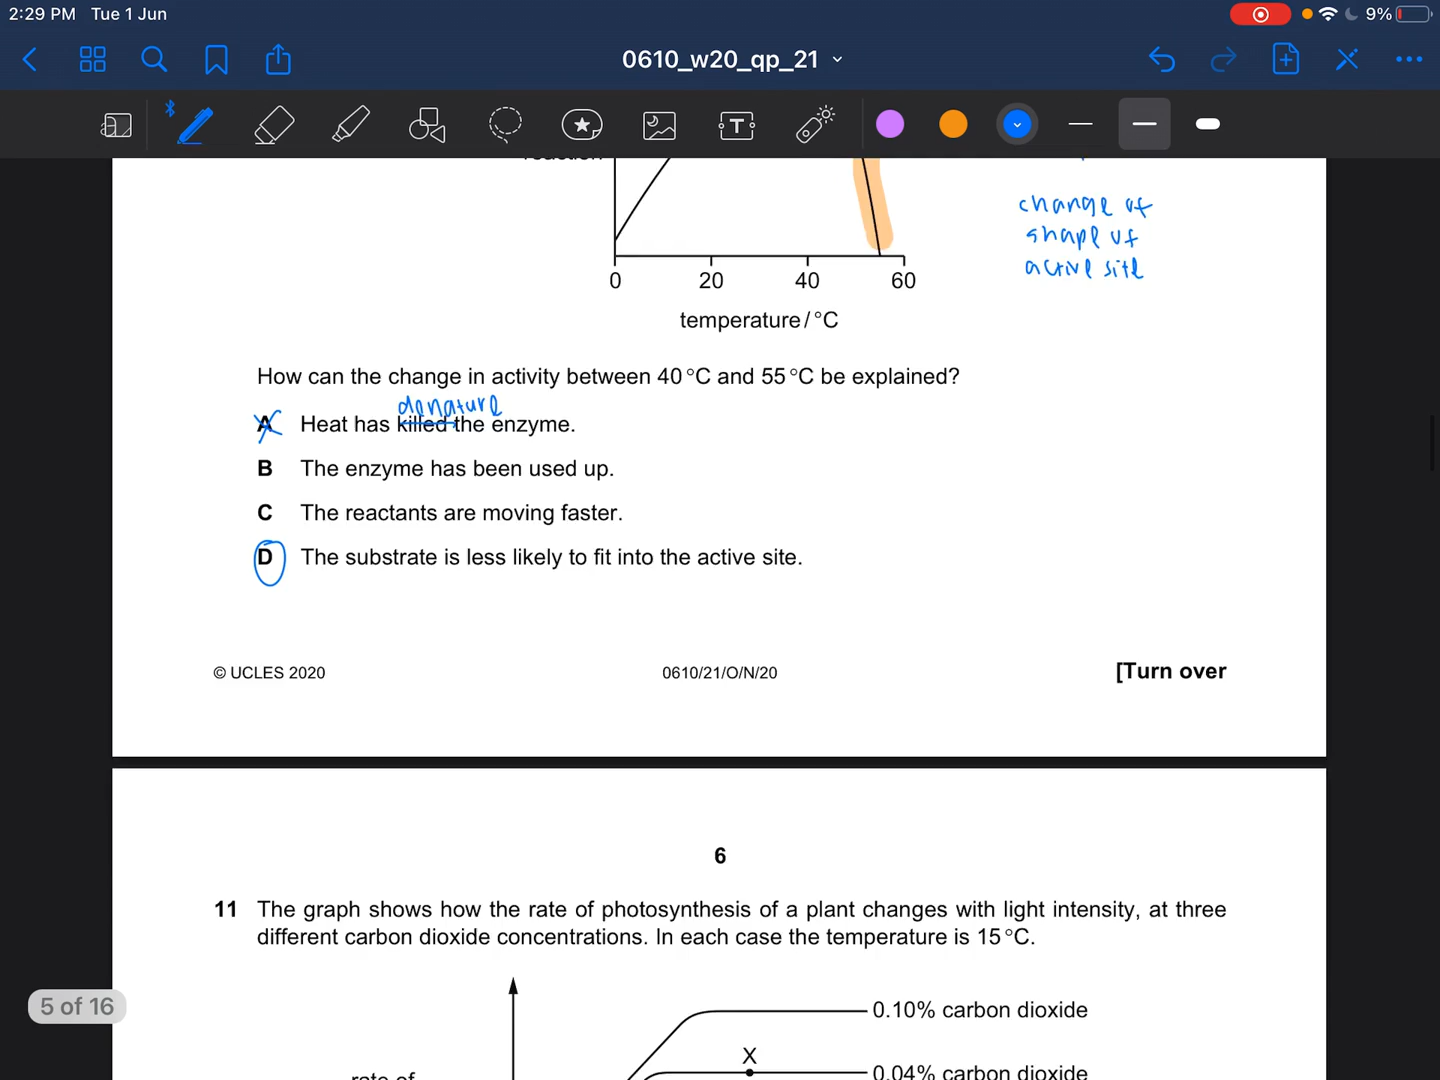 2:29 PM Tue 1 Jun
9%
0610_w20_qp_21
T
change of
shape of
active site
0 20 40 60
temperature/°C
How can the change in activity between 40 °C and 55 °C be explained?
denature
A Heat has killed the enzyme.
B The enzyme has been used up.
C The reactants are moving faster.
D The substrate is less likely to fit into the active site.
© UCLES 2020 0610/21/O/N/20 [Turn over
6
11 The graph shows how the rate of photosynthesis of a plant changes with light intensity, at three
different carbon dioxide concentrations. In each case the temperature is 15 °C.
5 of 16
0.10% carbon dioxide
X
0.04% carbon dioxide
rate of